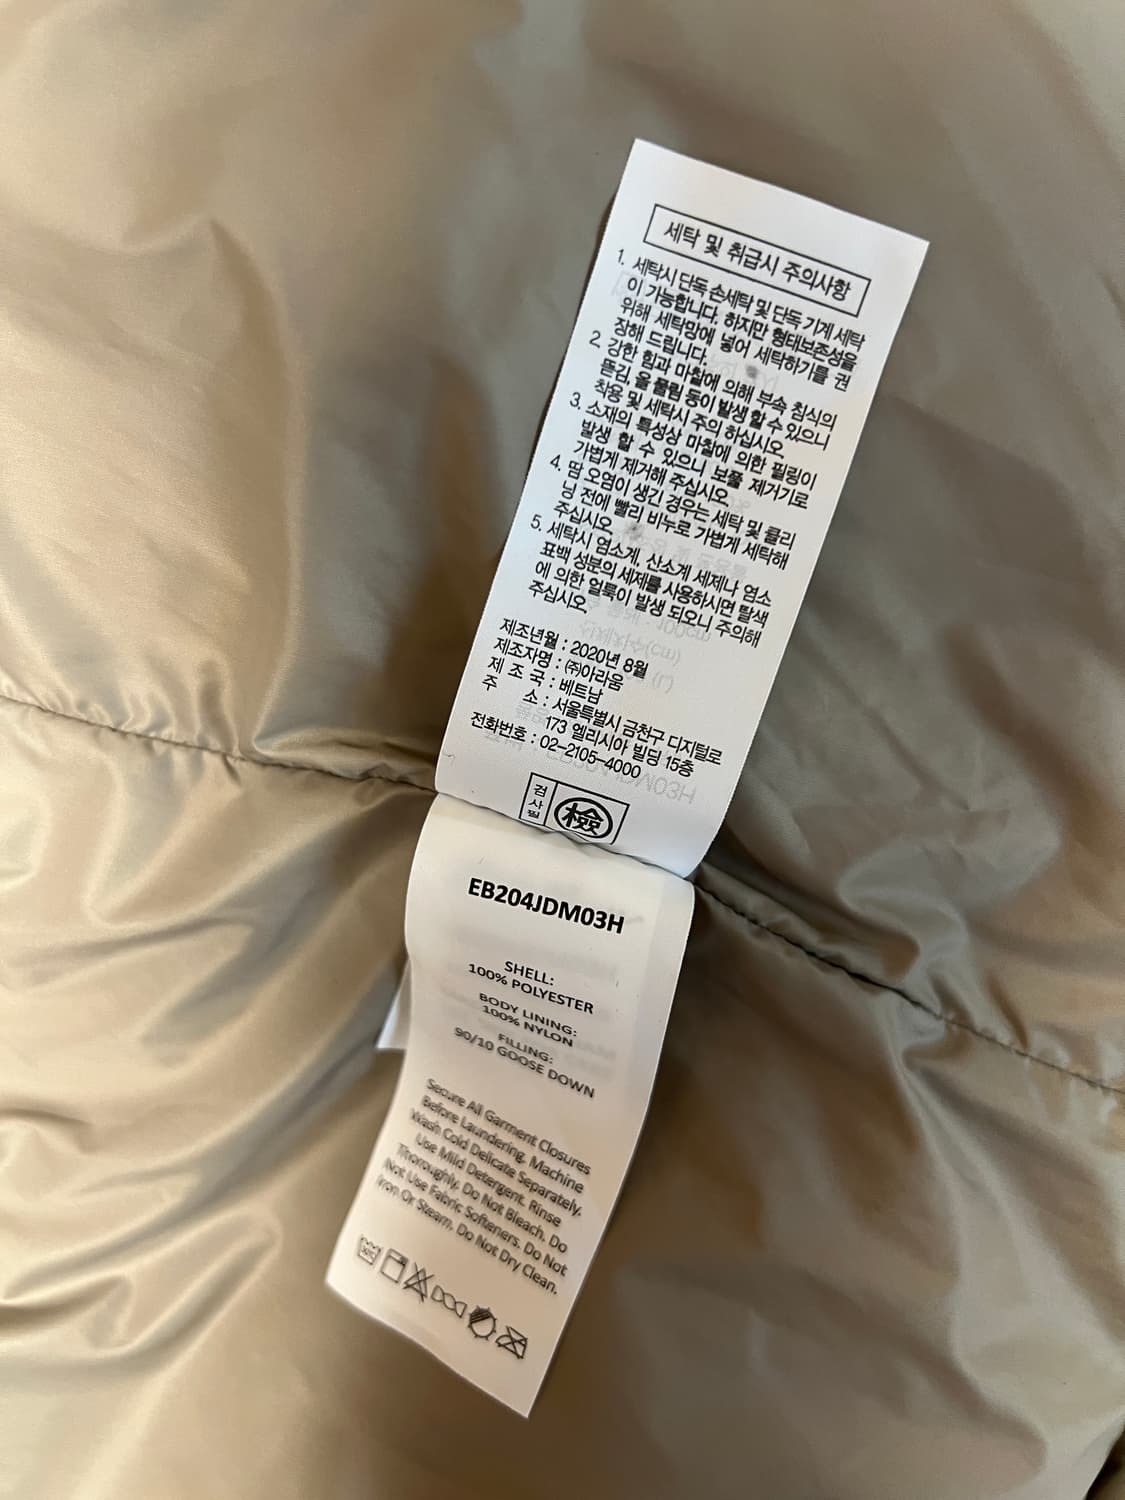 세탁 및 취급시 주의사항
1. 세탁시 단독 손세탁 및 단독 기계 세탁
이 가능합니다. 하지만 형태보존성을
위해 세탁망에 넣어 세탁하기를 권
장해 드립니다.
2. 강한 힘과 마찰에 의해 부속 침식의
뜯김, 올 풀림 등이 발생 할 수 있으니
착용 및 세탁시 주의 하십시오.
3. 소재의 특성상 마찰에 의한 필링이
발생 할 수 있으니 보풀 제거기로
가볍게 제거해 주십시오.
4. 땀 오염이 생긴 경우는 세탁 및 클리
닝 전에 빨리 비누로 가볍게 세탁해
주십시오.
5. 세탁시 염소계, 산소계 세제나 염소
표백 성분의 세제를 사용하시면 탈색
에 의한 얼룩이 발생 되오니 주의해
주십시오.
제조년월 : 2020년 8월
제조자명 : ㈜아라움
제 조 국 : 베트남
주 소 : 서울특별시 금천구 디지털로
173 엘리시아 빌딩 15층
전화번호 : 02-2105-4000
검사필 檢
EB204JDM03H
SHELL:
100% POLYESTER
BODY LINING:
100% NYLON
FILLING:
90/10 GOOSE DOWN
Secure All Garment Closures
Before Laundering. Machine
Wash Cold Delicate Separately.
Use Mild Detergent. Rinse
Thoroughly. Do Not Bleach. Do
Not Use Fabric Softeners. Do Not
Iron Or Steam. Do Not Dry Clean.